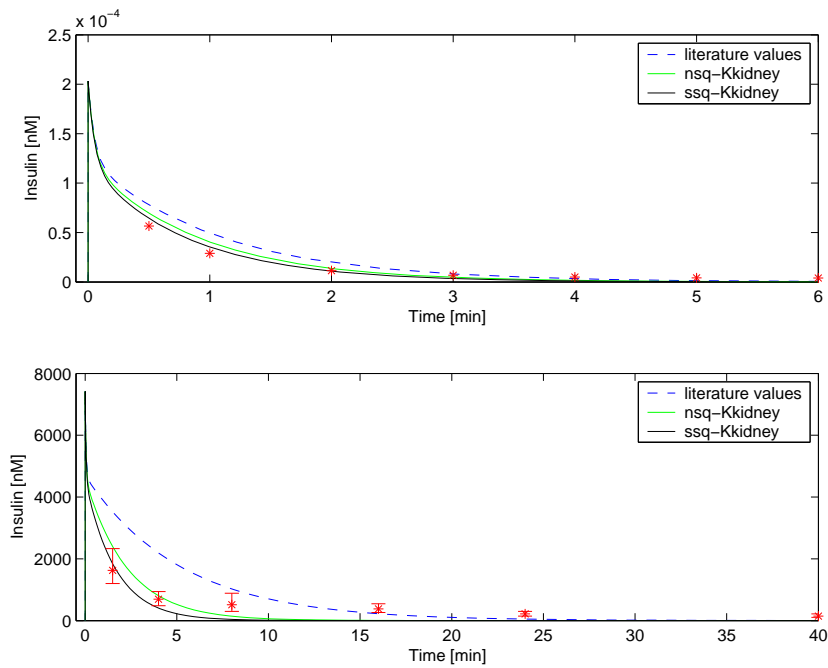 x 10⁻⁴
2.5
2
1.5
1
0.5
0
Insulin [nM]
literature values
nsq−Kkidney
ssq−Kkidney
0 1 2 3 4 5 6
Time [min]
8000
6000
4000
2000
0
Insulin [nM]
literature values
nsq−Kkidney
ssq−Kkidney
0 5 10 15 20 25 30 35 40
Time [min]